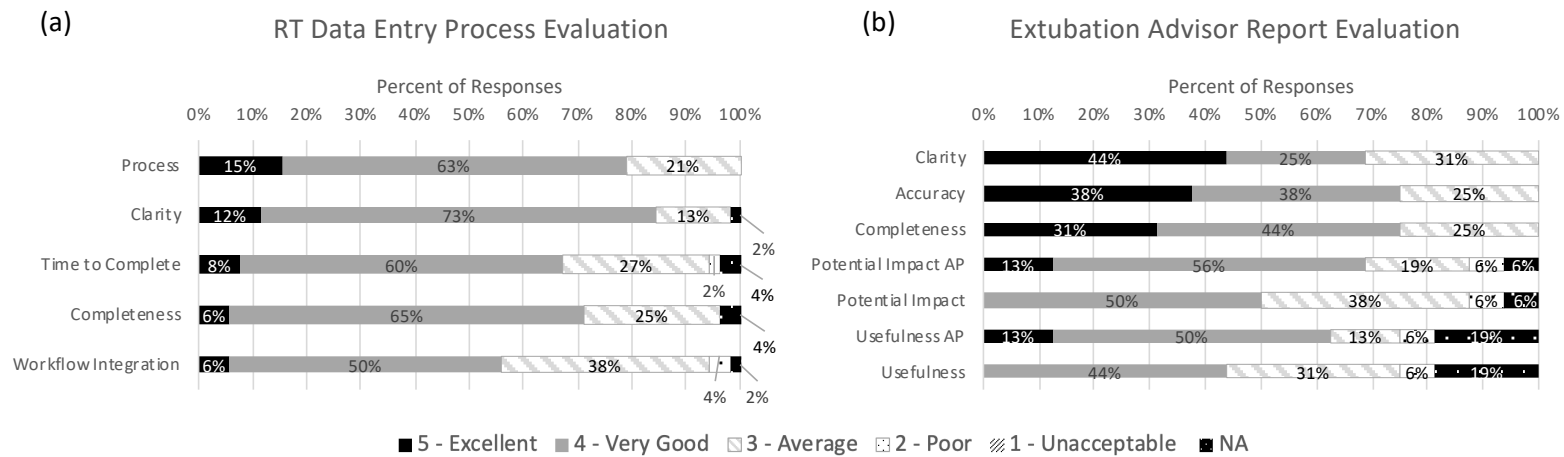 (a)
RT Data Entry Process Evaluation
Percent of Responses
0% 10% 20% 30% 40% 50% 60% 70% 80% 90% 100%
Process 15% 63% 21%
Clarity 12% 73% 13%
2%
Time to Complete 8% 60% 27%
2% 4%
Completeness 6% 65% 25%
4%
Workflow Integration 6% 50% 38%
4% 2%
(b)
Extubation Advisor Report Evaluation
Percent of Responses
0% 10% 20% 30% 40% 50% 60% 70% 80% 90% 100%
Clarity 44% 25% 31%
Accuracy 38% 38% 25%
Completeness 31% 44% 25%
Potential Impact AP 13% 56% 19% 6% 6%
Potential Impact 50% 38% 6% 6%
Usefulness AP 13% 50% 13% 6% 19%
Usefulness 44% 31% 6% 19%
5 - Excellent 4 - Very Good 3 - Average 2 - Poor 1 - Unacceptable NA